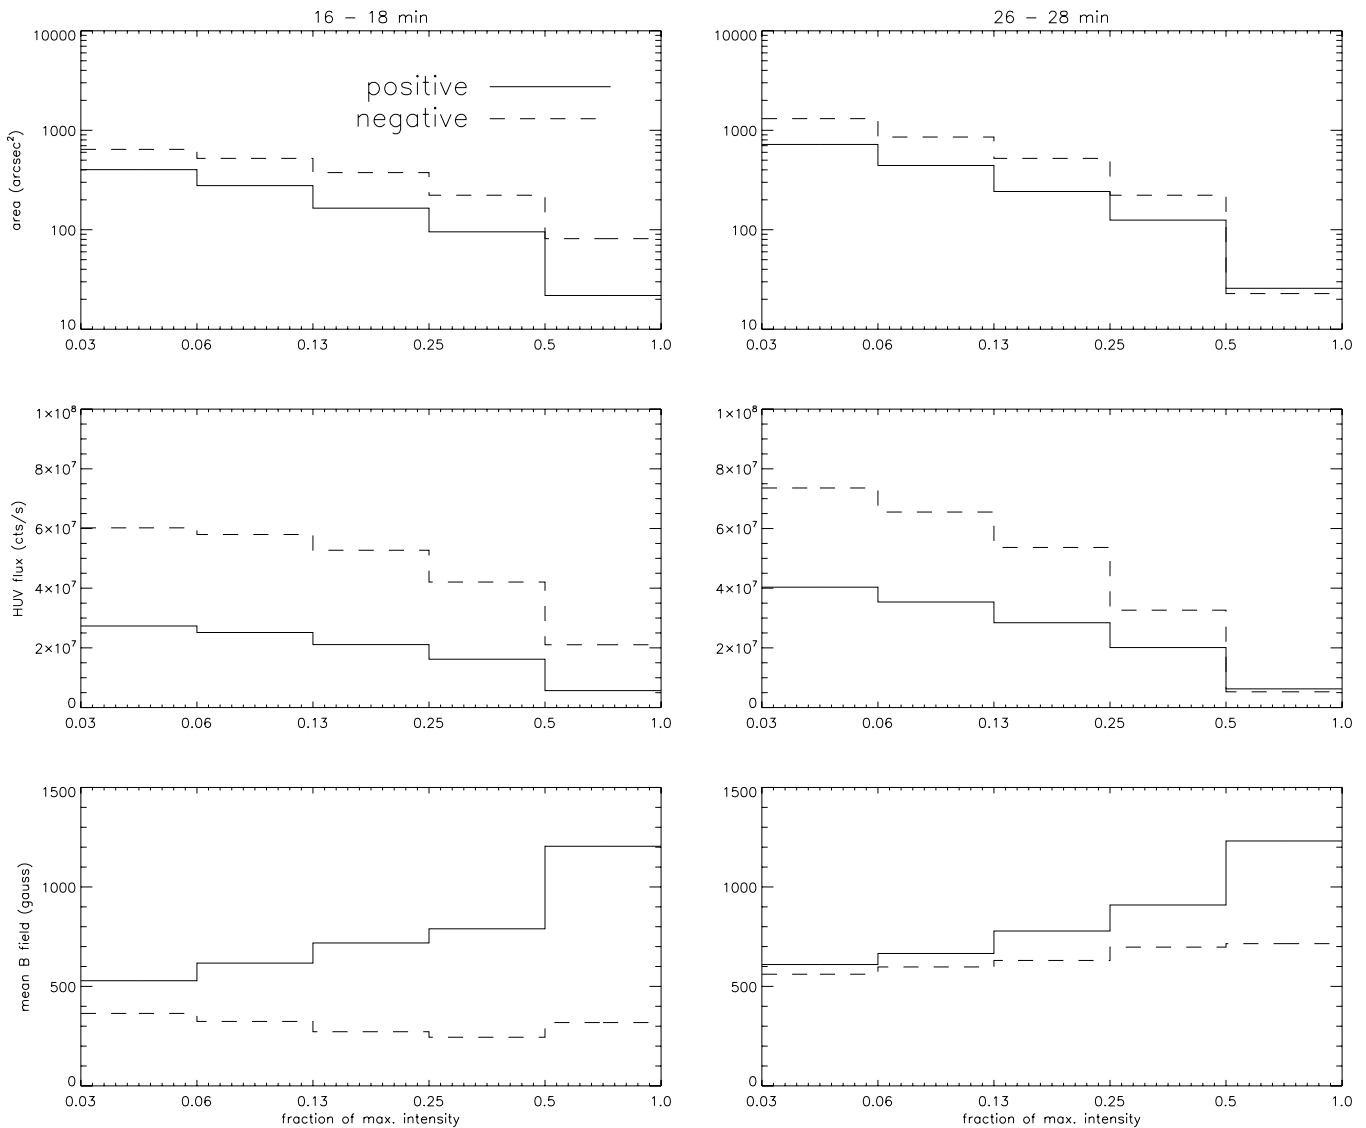 16 – 18 min
26 – 28 min
10000
1000
100
10
area (arcsec²)
positive
negative
0.03 0.06 0.13 0.25 0.5 1.0
10000
1000
100
10
0.03 0.06 0.13 0.25 0.5 1.0
1×10⁸
8×10⁷
6×10⁷
4×10⁷
2×10⁷
0
HUV flux (cts/s)
0.03 0.06 0.13 0.25 0.5 1.0
1×10⁸
8×10⁷
6×10⁷
4×10⁷
2×10⁷
0
0.03 0.06 0.13 0.25 0.5 1.0
1500
1000
500
0
mean B field (gauss)
0.03 0.06 0.13 0.25 0.5 1.0
fraction of max. intensity
1500
1000
500
0
0.03 0.06 0.13 0.25 0.5 1.0
fraction of max. intensity